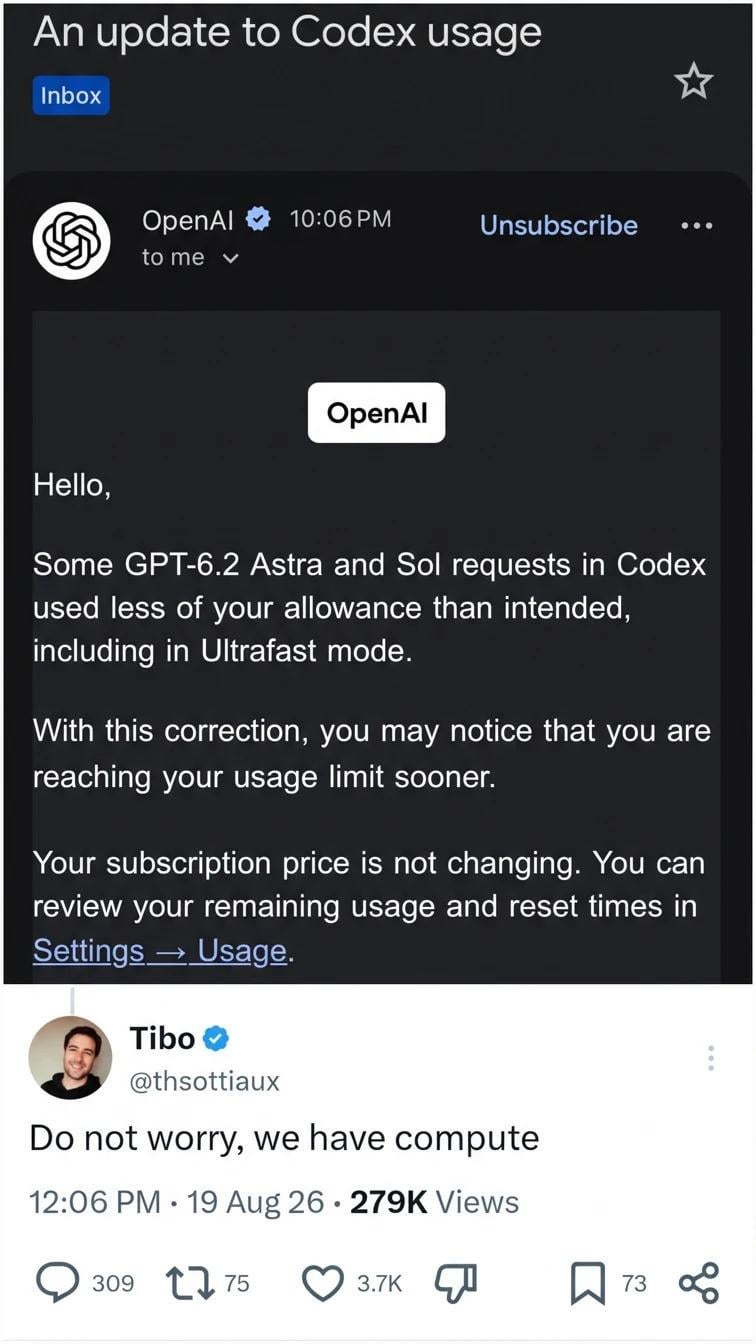 An update to Codex usage
Inbox
OpenAI 10:06 PM Unsubscribe
to me
OpenAI
Hello,
Some GPT-6.2 Astra and Sol requests in Codex
used less of your allowance than intended,
including in Ultrafast mode.
With this correction, you may notice that you are
reaching your usage limit sooner.
Your subscription price is not changing. You can
review your remaining usage and reset times in
Settings → Usage.
Tibo
@thsottiaux
Do not worry, we have compute
12:06 PM · 19 Aug 26 · 279K Views
309 75 3.7K 73